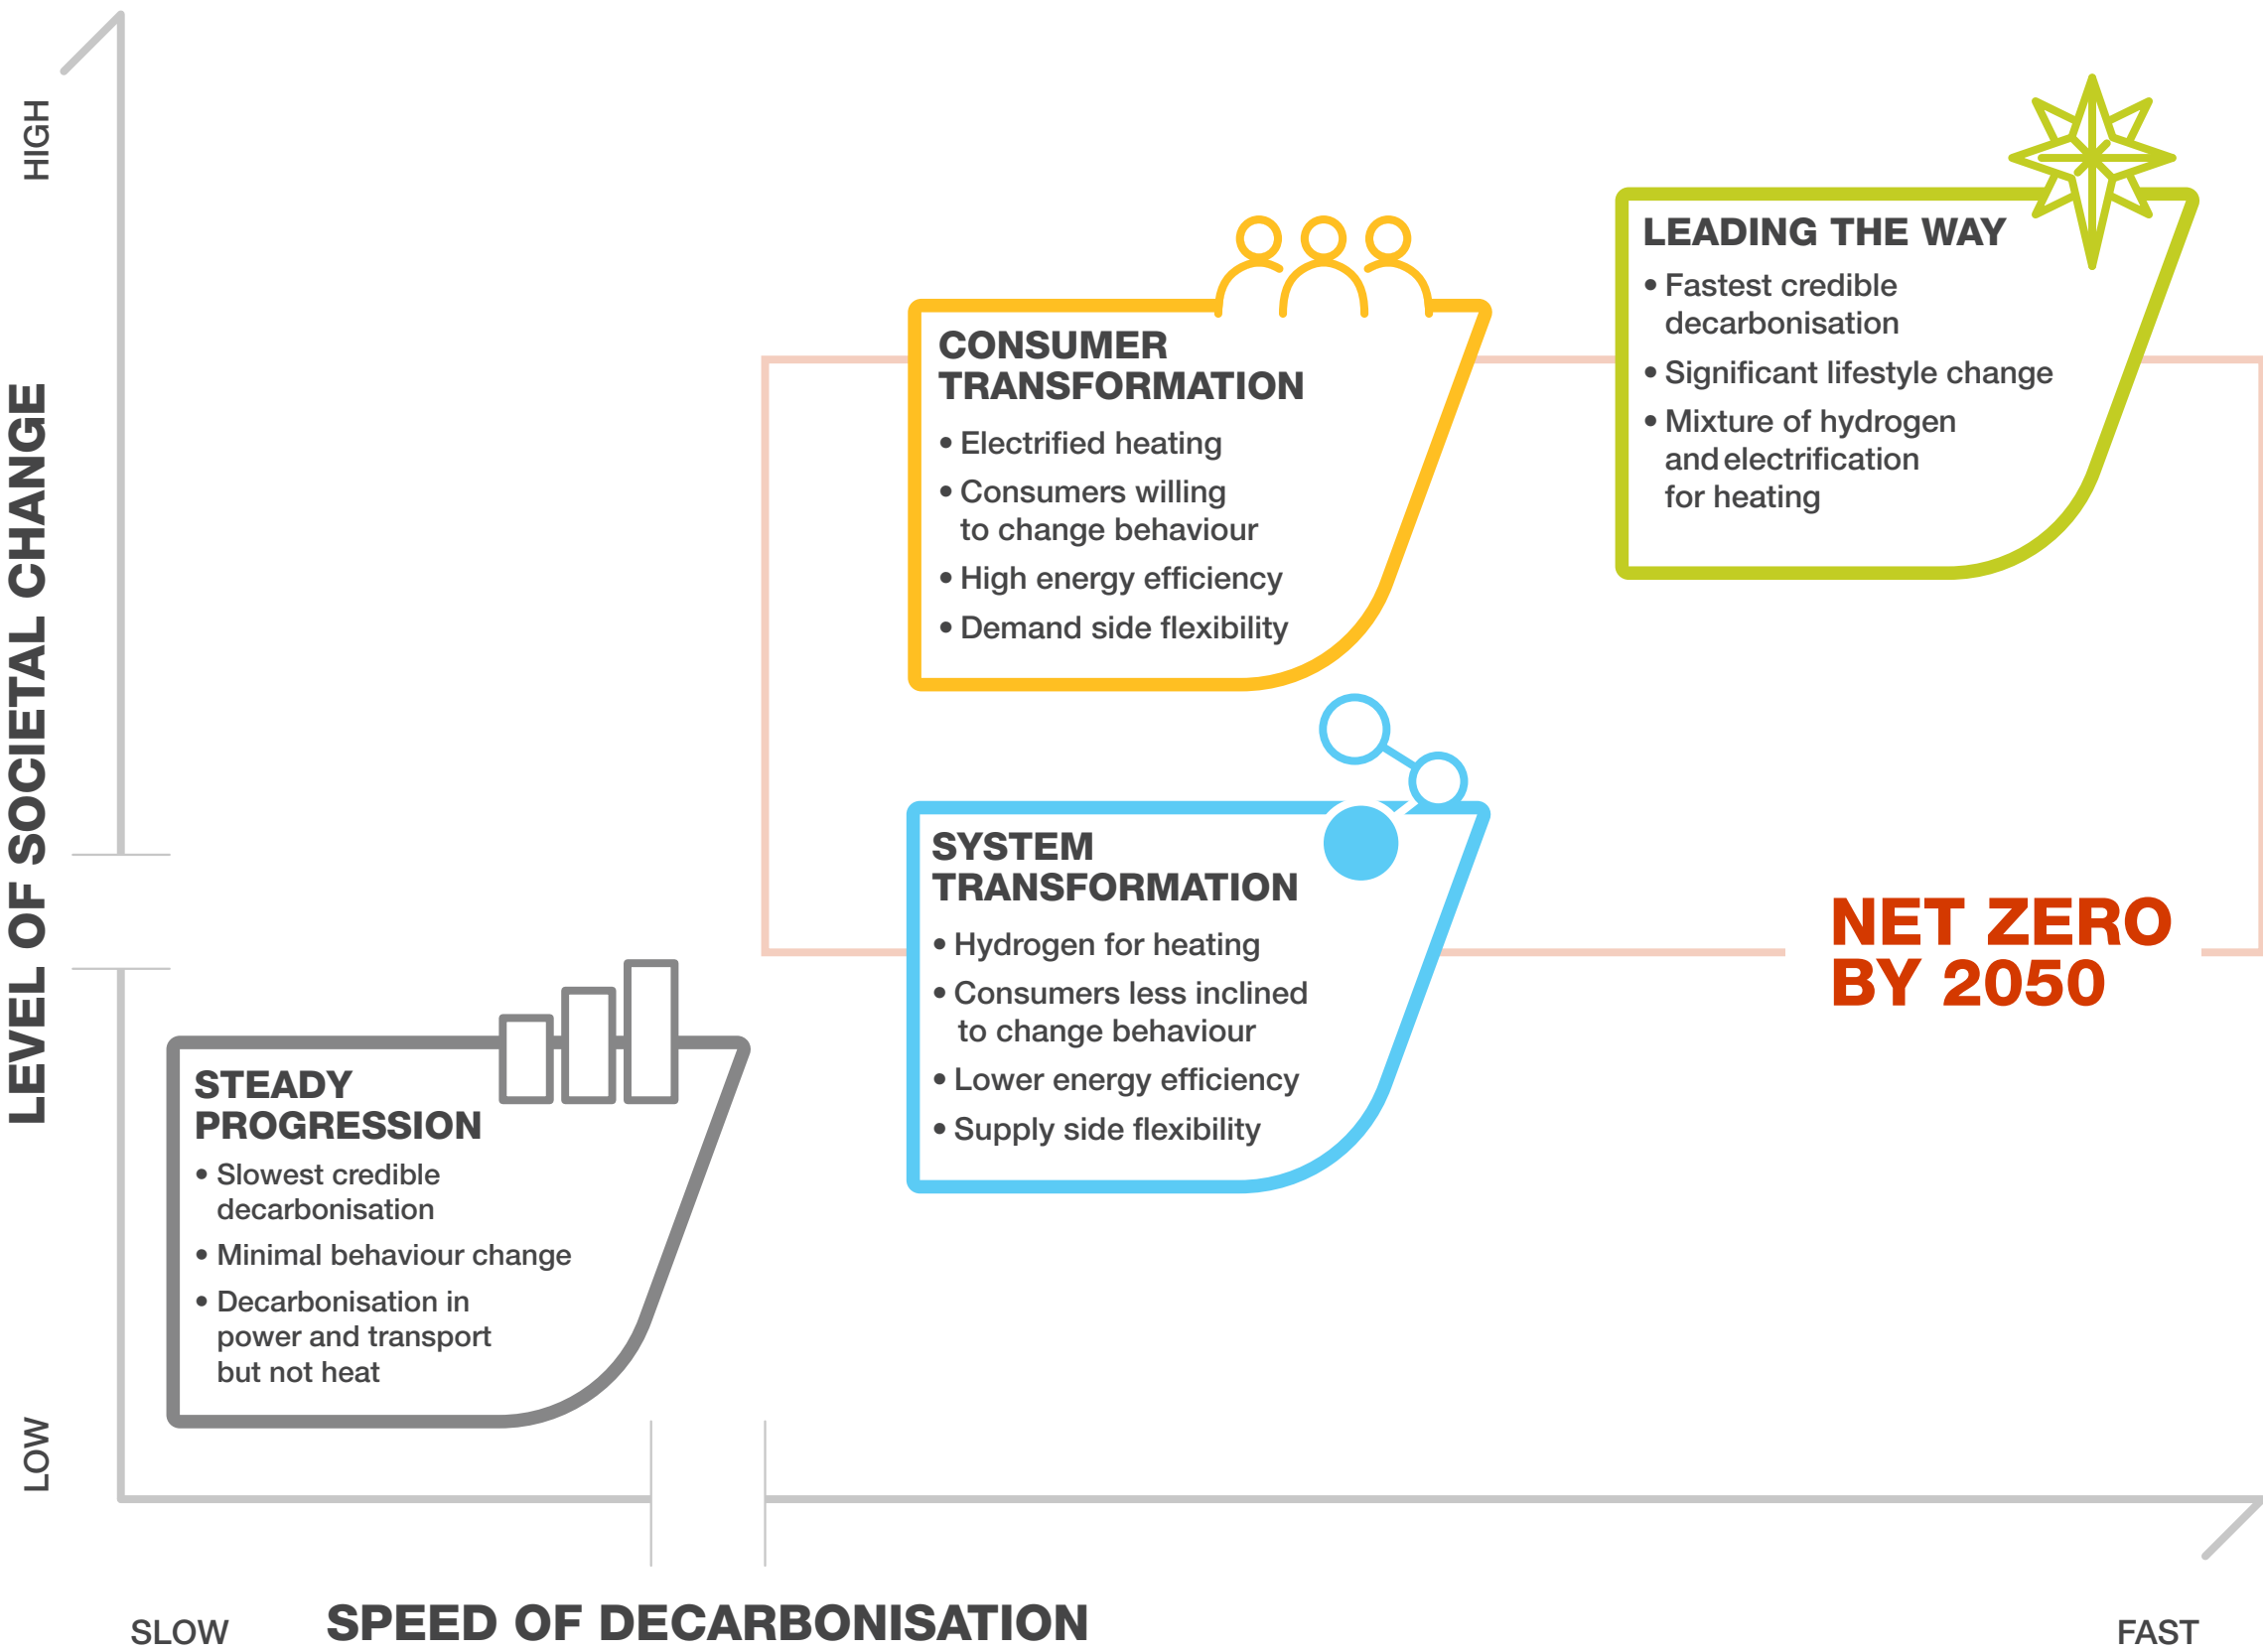 HIGH
LEVEL OF SOCIETAL CHANGE
LOW
LEADING THE WAY
• Fastest credible
decarbonisation
• Significant lifestyle change
• Mixture of hydrogen
and electrification
for heating
CONSUMER
TRANSFORMATION
• Electrified heating
• Consumers willing
to change behaviour
• High energy efficiency
• Demand side flexibility
SYSTEM
TRANSFORMATION
• Hydrogen for heating
• Consumers less inclined
to change behaviour
• Lower energy efficiency
• Supply side flexibility
NET ZERO
BY 2050
STEADY
PROGRESSION
• Slowest credible
decarbonisation
• Minimal behaviour change
• Decarbonisation in
power and transport
but not heat
SLOW
SPEED OF DECARBONISATION
FAST